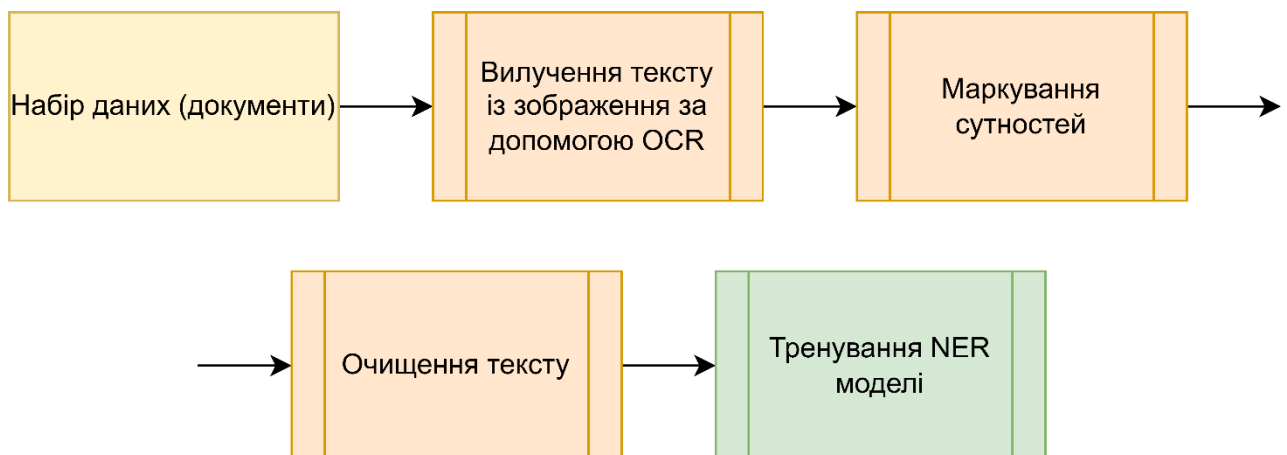 Набір даних (документи)
Вилучення тексту
із зображення за
допомогою OCR
Маркування
сутностей
Очищення тексту
Тренування NER
моделі